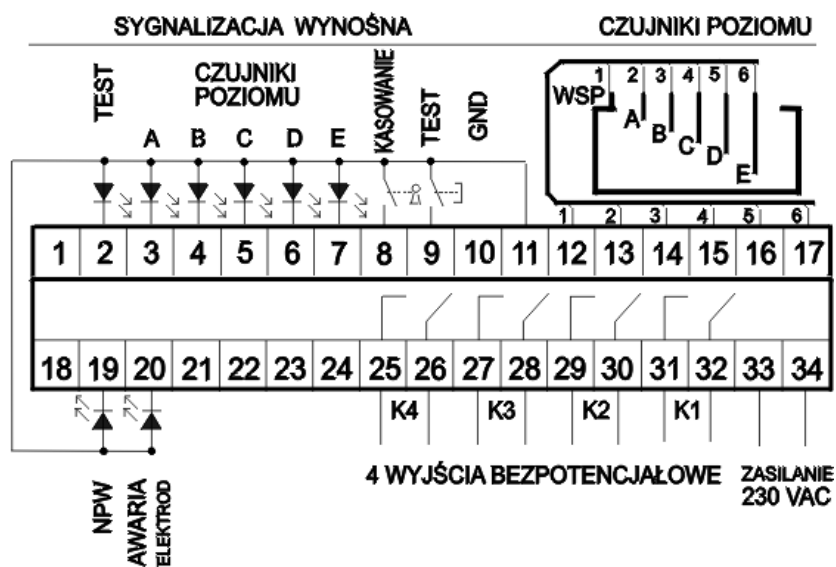 SYGNALIZACJA WYNOŚNA
CZUJNIKI POZIOMU
TEST
CZUJNIKI
POZIOMU
A B C D E
KASOWANIE
TEST
GND
1 2 3 4 5 6
WSP
A
B
C
D
E
1 2 3 4 5 6
1 2 3 4 5 6 7 8 9 10 11 12 13 14 15 16 17
18 19 20 21 22 23 24 25 26 27 28 29 30 31 32 33 34
K4 K3 K2 K1
4 WYJŚCIA BEZPOTENCJAŁOWE
ZASILANIE
230 VAC
NPW
AWARIA
ELEKTROD